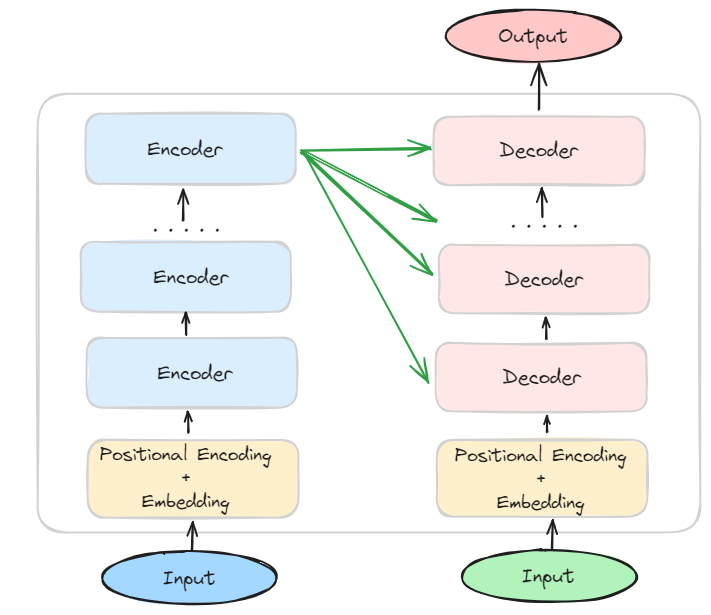 Output
Encoder
Decoder
. . . . .
. . . . .
Encoder
Decoder
Encoder
Decoder
Positional Encoding
+
Embedding
Positional Encoding
+
Embedding
Input
Input